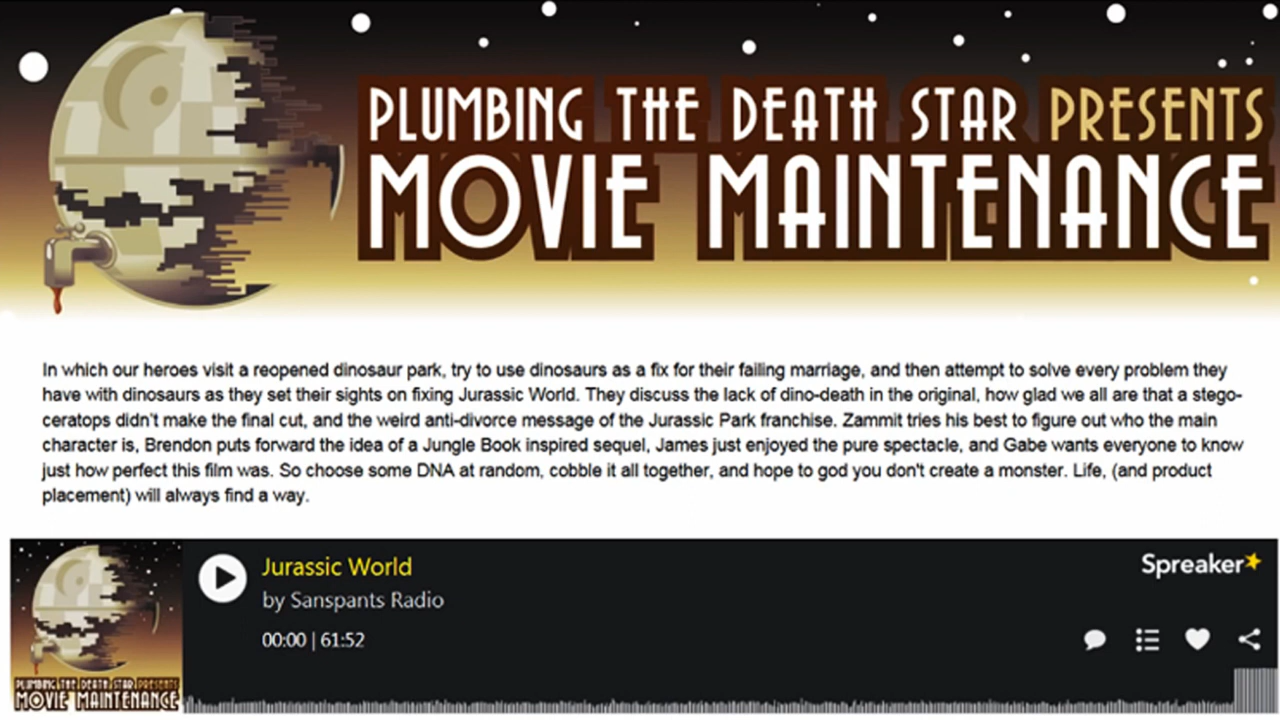 PLUMBING THE DEATH STAR PRESENTS
MOVIE MAINTENANCE
In which our heroes visit a reopened dinosaur park, try to use dinosaurs as a fix for their failing marriage, and then attempt to solve every problem they
have with dinosaurs as they set their sights on fixing Jurassic World. They discuss the lack of dino-death in the original, how glad we all are that a stego-
ceratops didn't make the final cut, and the weird anti-divorce message of the Jurassic Park franchise. Zammit tries his best to figure out who the main
character is, Brendon puts forward the idea of a Jungle Book inspired sequel, James just enjoyed the pure spectacle, and Gabe wants everyone to know
just how perfect this film was. So choose some DNA at random, cobble it all together, and hope to god you don't create a monster. Life, (and product
placement) will always find a way.
Jurassic World
Spreaker
by Sanspants Radio
00:00 | 61:52
PLUMBING THE DEATH STAR PRESENTS
MOVIE MAINTENANCE